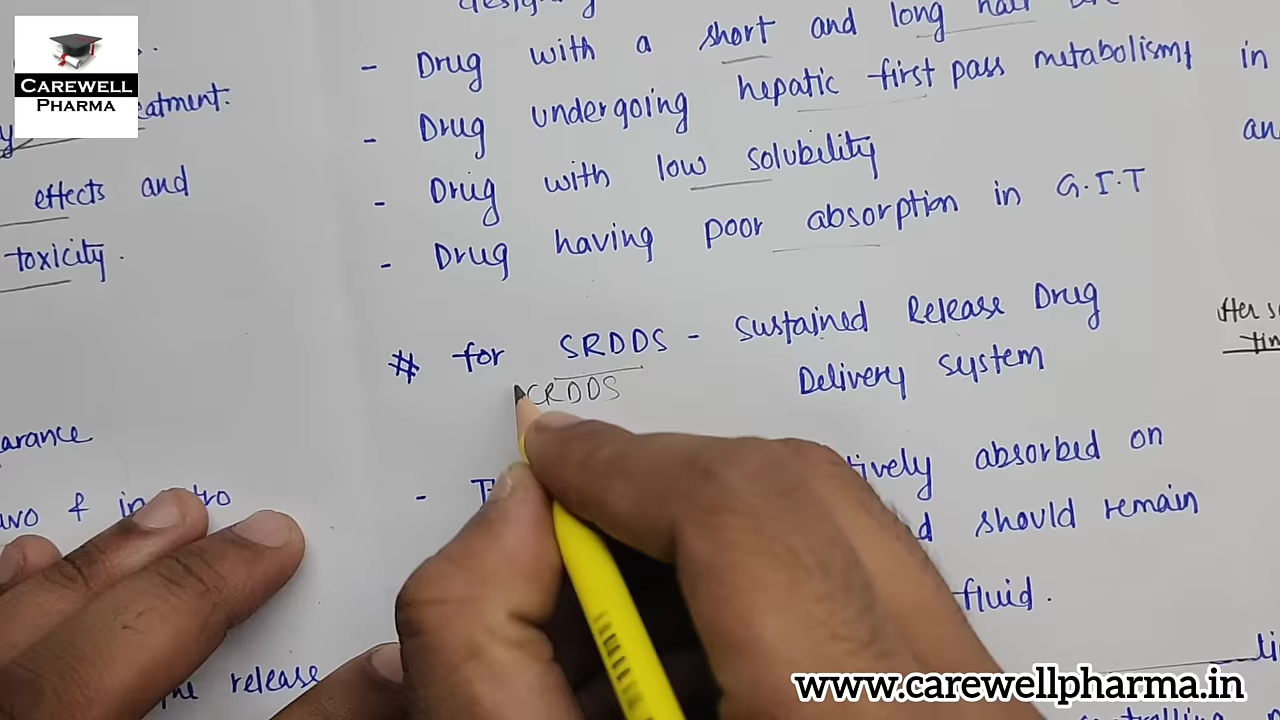 CAREWELL
PHARMA
eatment.
effects and
toxicity.
arance
release
designing
- Drug with a short and long half
- Drug undergoing hepatic first pass metabolism, in
- Drug with low solubility
- Drug having poor absorption in G.I.T
# for SRDDS - Sustained Release Drug
Delivery system
CRDDS
tively absorbed on
should remain
fluid.
www.carewellpharma.in